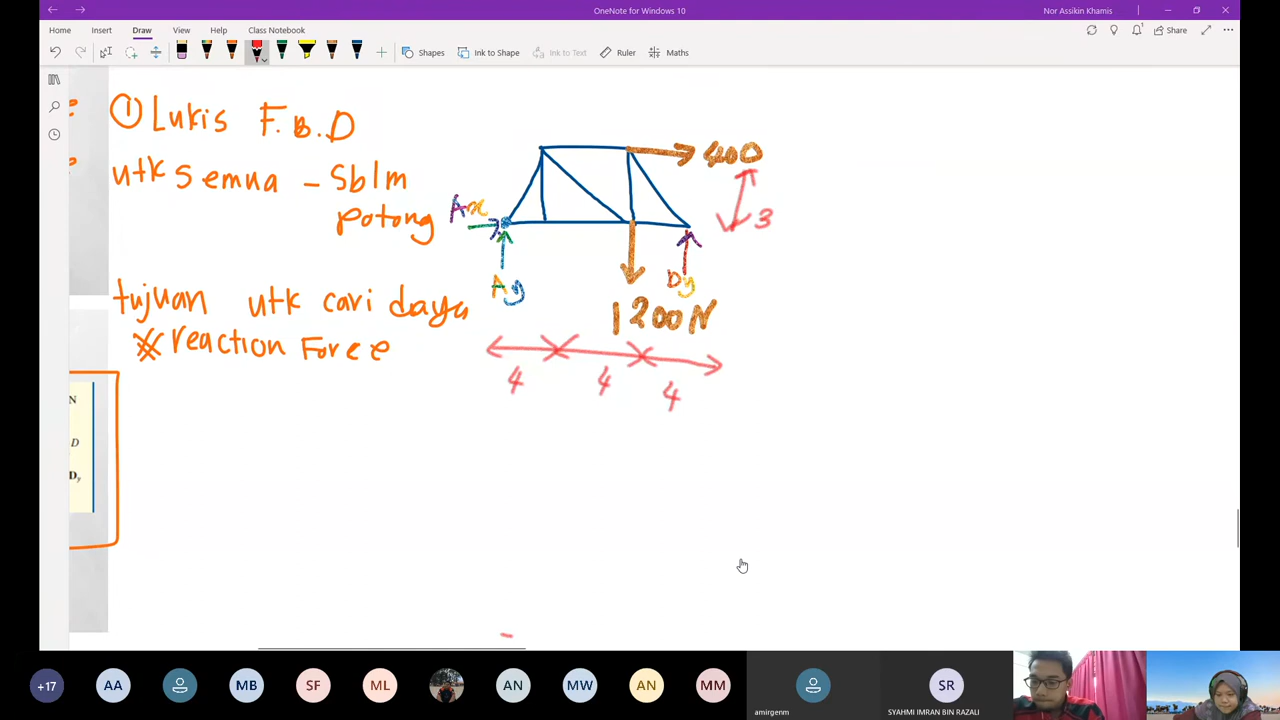 OneNote for Windows 10
Nor Assikin Khamis
Home Insert Draw View Help Class Notebook
Share
Shapes Ink to Shape Ink to Text Ruler Maths
① Lukis F.B.D
utk semua - Sblm
potong
tujuan utk cari daya
reaction Force
400
3
Ax
Ay
Dy
1200N
4 4 4
N
D
Dy
+17 AA MB SF ML AN MW AN MM SR
amirgenm
SYAHMI IMRAN BIN RAZALI